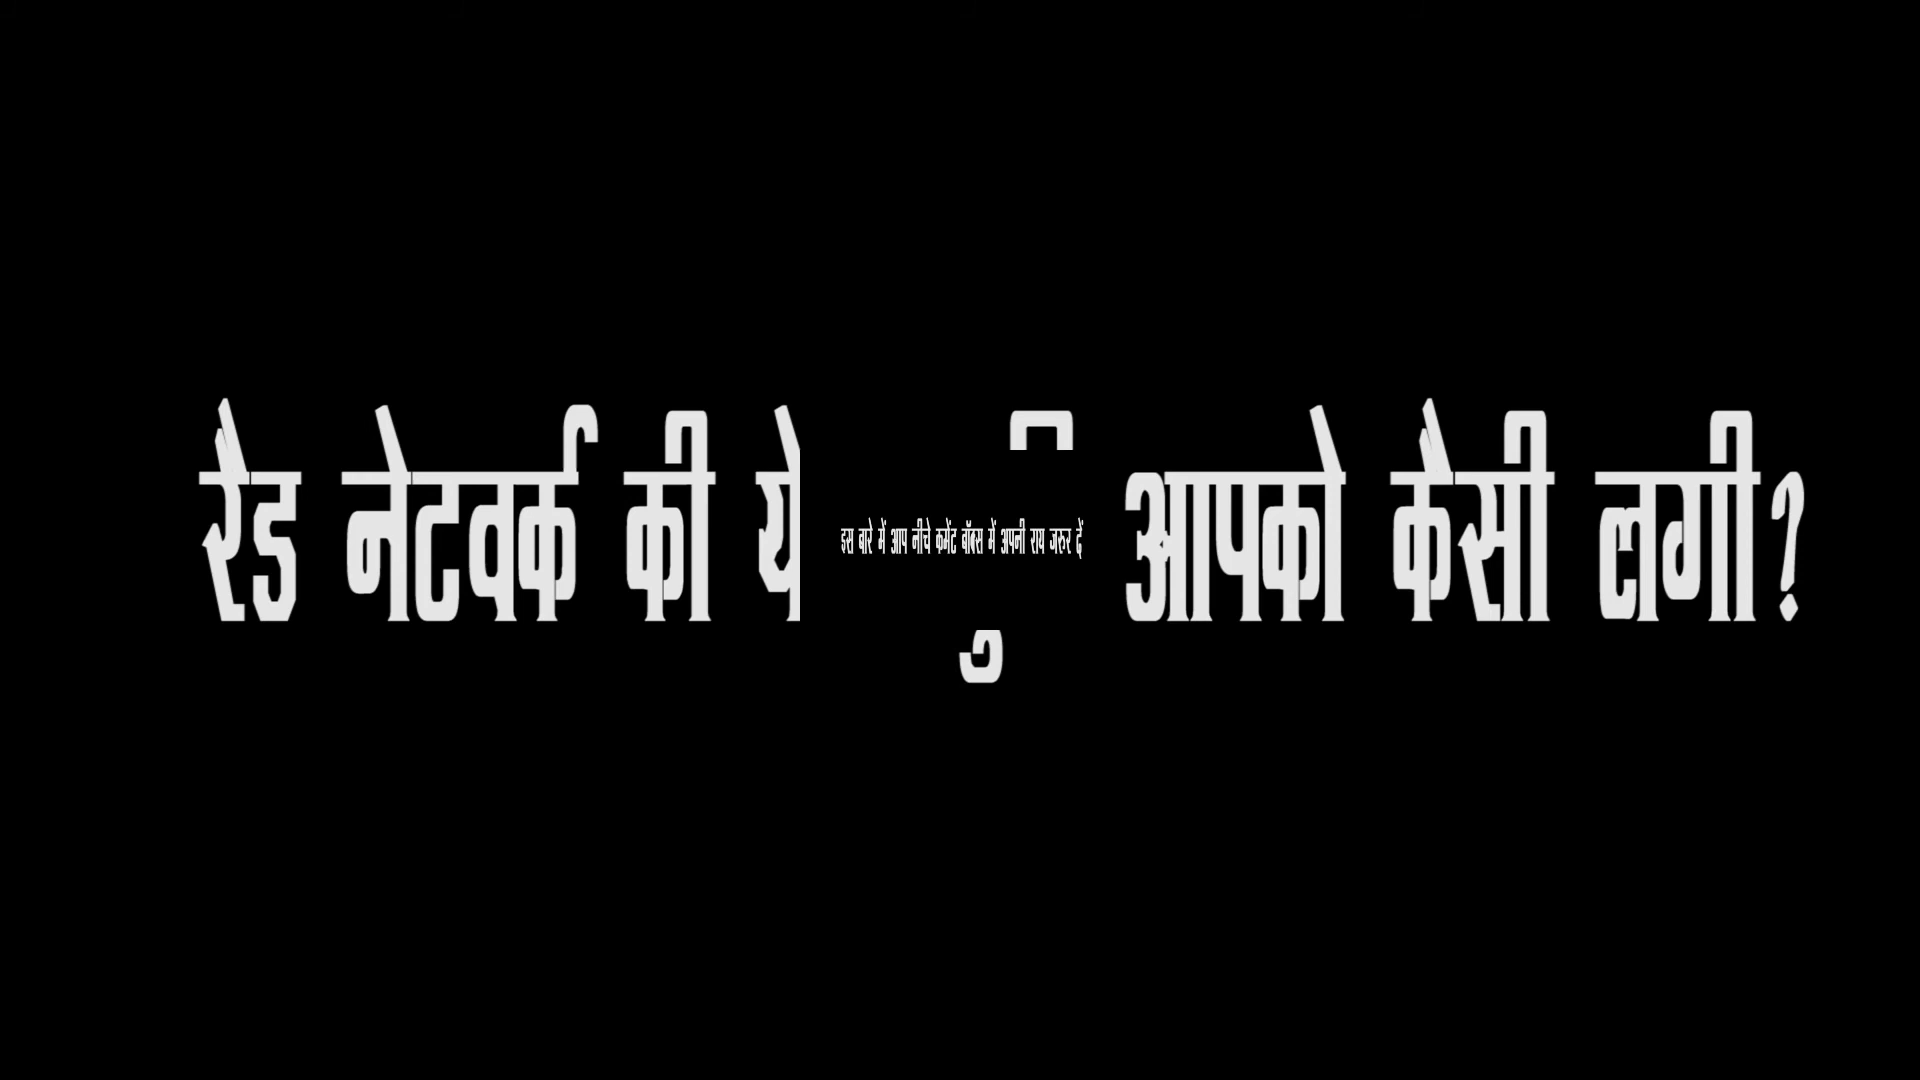 रैड नेटवर्क की ये आपको कैसी लगी?
इस बारे में आप नीचे कमेंट बॉक्स में अपनी राय जरुर दें